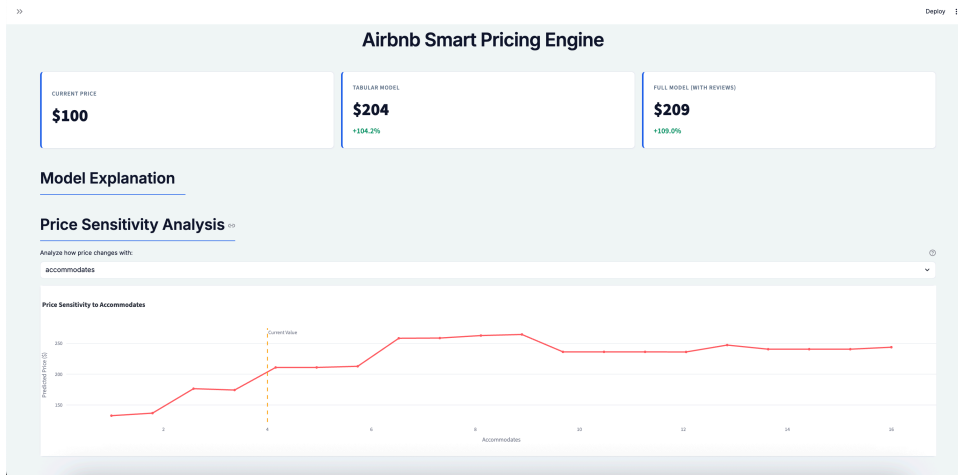 Deploy
Airbnb Smart Pricing Engine
CURRENT PRICE
$100
TABULAR MODEL
$204
+104.2%
FULL MODEL (WITH REVIEWS)
$209
+109.0%
Model Explanation
Price Sensitivity Analysis
Analyze how price changes with:
accommodates
Price Sensitivity to Accommodates
Current Value
Predicted Price ($)
250
200
150
2 4 6 8 10 12 14 16
Accommodates